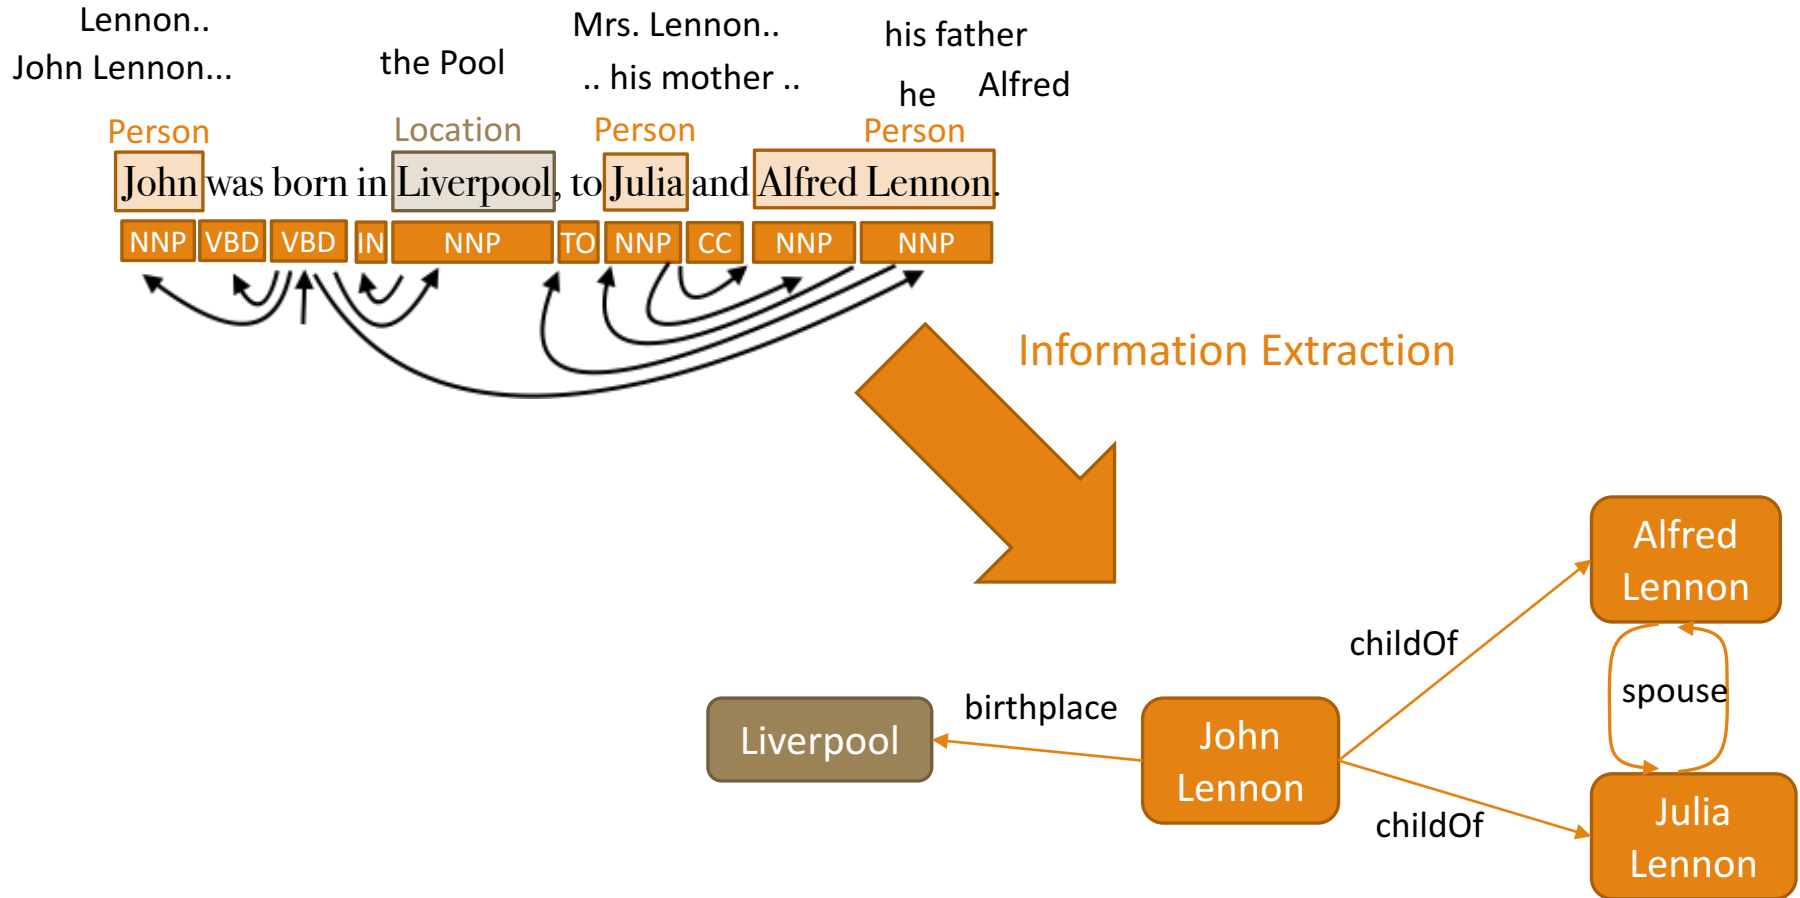 Lennon..
John Lennon...
the Pool
Mrs. Lennon..
.. his mother ..
his father
he
Alfred
Person
Location
Person
Person
John was born in Liverpool, to Julia and Alfred Lennon.
NNP VBD VBD IN NNP TO NNP CC NNP NNP
Information Extraction
Alfred
Lennon
childOf
spouse
birthplace
Liverpool
John
Lennon
childOf
Julia
Lennon